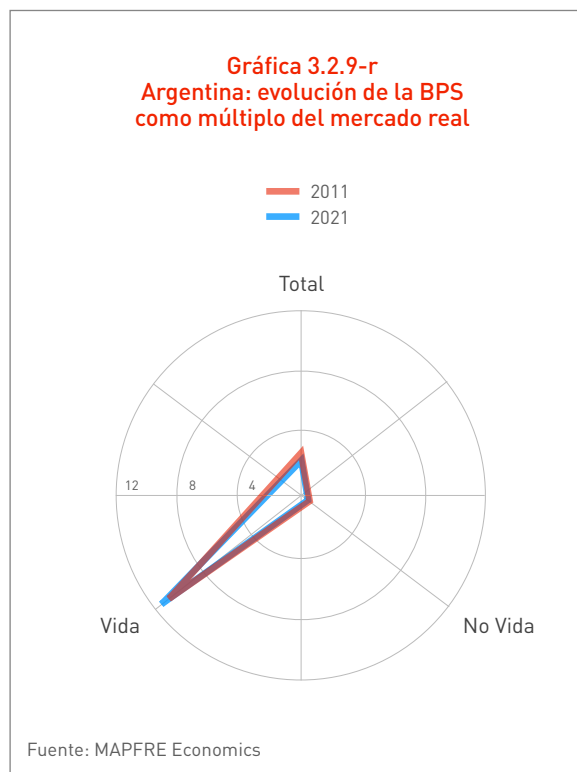 Gráfica 3.2.9-r
Argentina: evolución de la BPS
como múltiplo del mercado real
2011
2021
Total
12 8 4
Vida
No Vida
Fuente: MAPFRE Economics